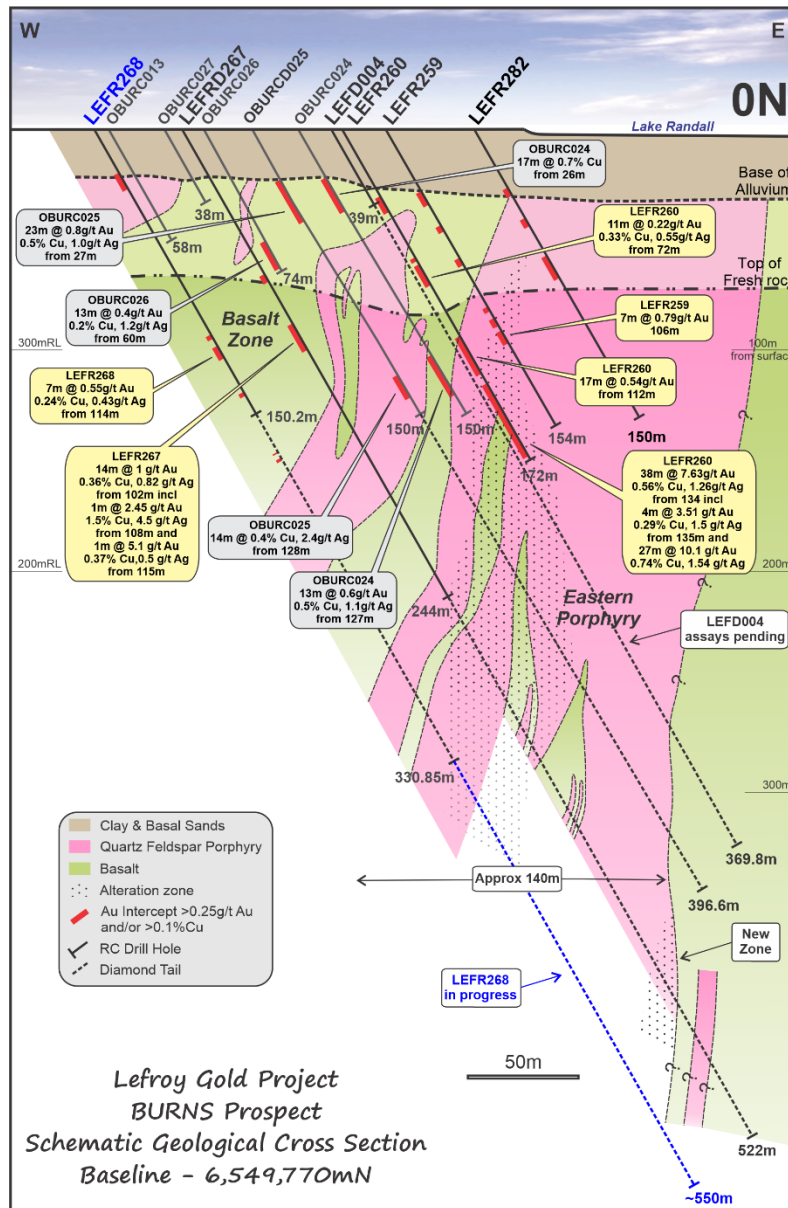 W
E
LEFR268
OBURC013
OBURC027
LEFRD267
OBURC026
OBURCD025
OBURC024
LEFD004
LEFR260
LEFR259
LEFR282
0N
Lake Randall
Base of
Alluvium
OBURC024
17m @ 0.7% Cu
from 26m
OBURC025
23m @ 0.8g/t Au
0.5% Cu, 1.0g/t Ag
from 27m
38m
39m
58m
74m
LEFR260
11m @ 0.22g/t Au
0.33% Cu, 0.55g/t Ag
from 72m
Top of
Fresh roc
OBURC026
13m @ 0.4g/t Au
0.2% Cu, 1.2g/t Ag
from 60m
Basalt
Zone
LEFR259
7m @ 0.79g/t Au
106m
300mRL
100m
from surfac
LEFR268
7m @ 0.55g/t Au
0.24% Cu, 0.43g/t Ag
from 114m
LEFR260
17m @ 0.54g/t Au
from 112m
150.2m
150m
150m
154m
150m
?
172m
LEFR267
14m @ 1 g/t Au
0.36% Cu, 0.82 g/t Ag
from 102m incl
1m @ 2.45 g/t Au
1.5% Cu, 4.5 g/t Ag
from 108m and
1m @ 5.1 g/t Au
0.37% Cu,0.5 g/t Ag
from 115m
LEFR260
38m @ 7.63g/t Au
0.56% Cu, 1.26g/t Ag
from 134 incl
4m @ 3.51 g/t Au
0.29% Cu, 1.5 g/t Ag
from 135m and
27m @ 10.1 g/t Au
0.74% Cu, 1.54 g/t Ag
OBURC025
14m @ 0.4% Cu, 2.4g/t Ag
from 128m
200mRL
200m
?
OBURC024
13m @ 0.6g/t Au
0.5% Cu, 1.1g/t Ag
from 127m
244m
Eastern
Porphyry
LEFD004
assays pending
?
330.85m
300m
Clay & Basal Sands
Quartz Feldspar Porphyry
Basalt
Alteration zone
Au Intercept >0.25g/t Au
and/or >0.1%Cu
RC Drill Hole
Diamond Tail
369.8m
Approx 140m
396.6m
New
Zone
LEFR268
in progress
50m
? ? ? ?
Lefroy Gold Project
BURNS Prospect
Schematic Geological Cross Section
Baseline - 6,549,770mN
522m
~550m